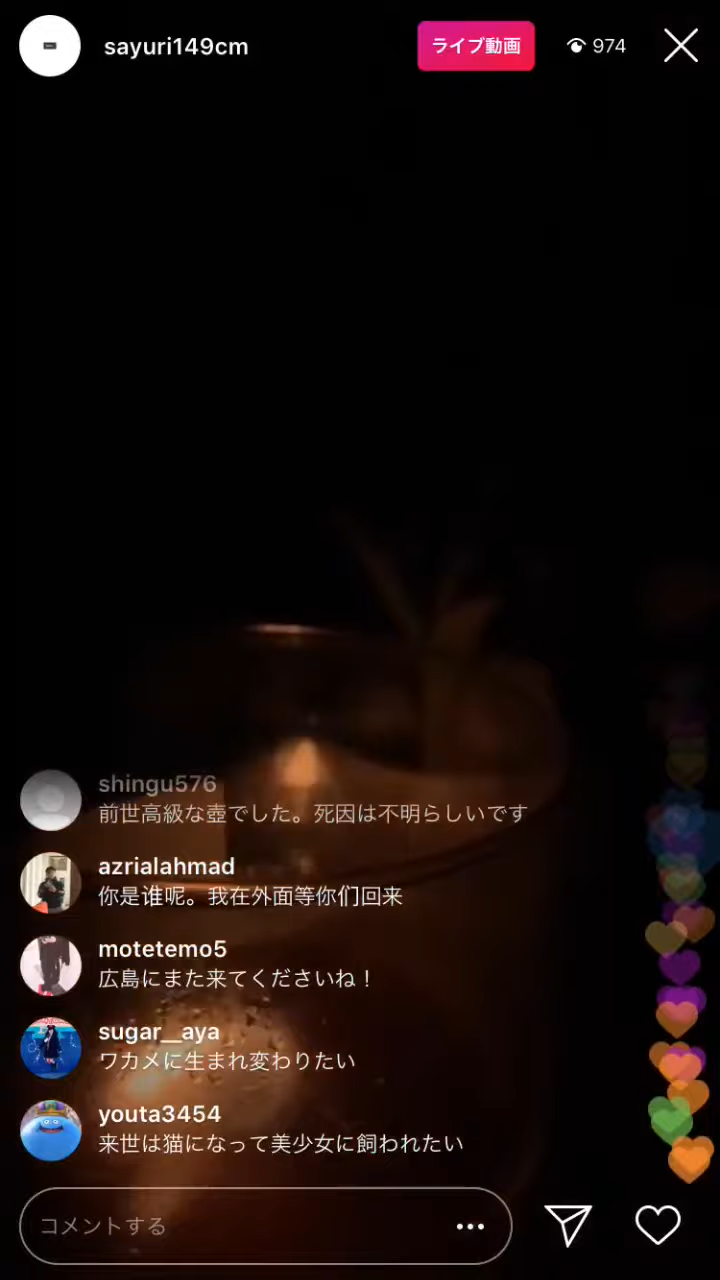 sayuri149cm
ライブ動画
974
shingu576
前世高級な壺でした。死因は不明らしいです
azrialahmad
你是谁呢。我在外面等你们回来
motetemo5
広島にまた来てくださいね！
sugar__aya
ワカメに生まれ変わりたい
youta3454
来世は猫になって美少女に飼われたい
コメントする